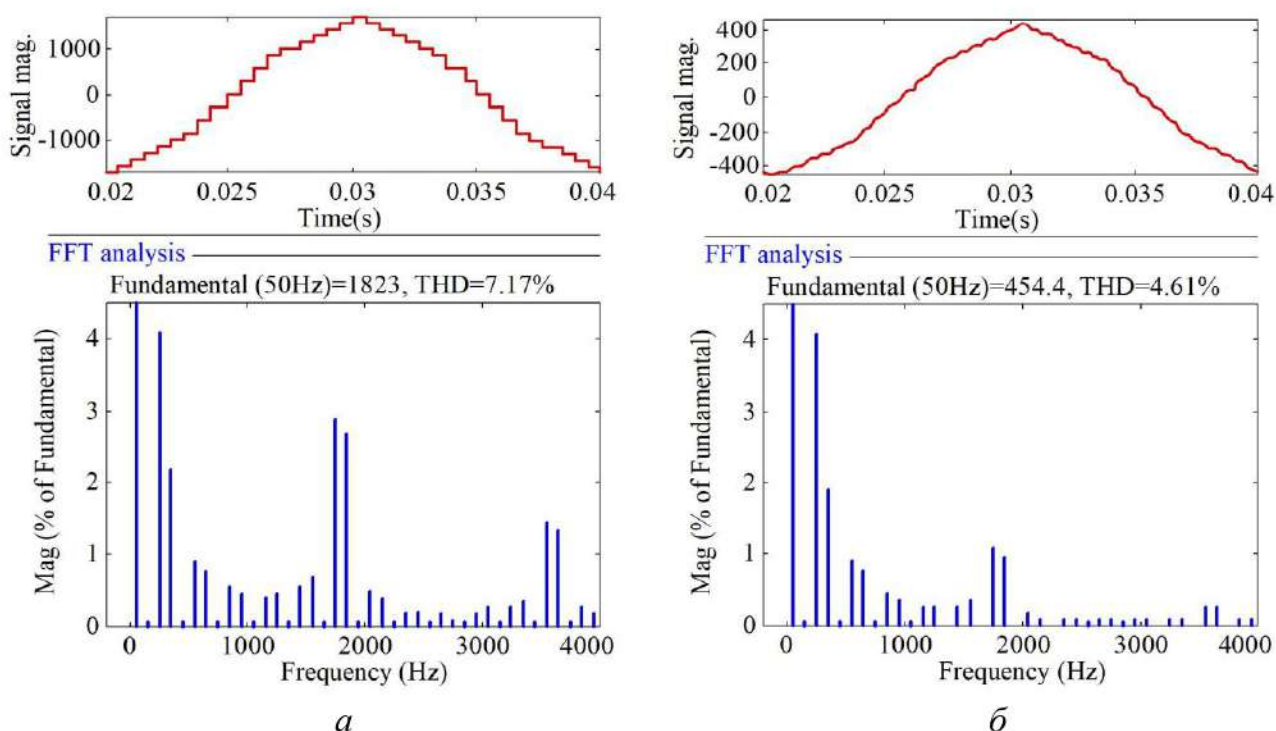 Signal mag.
1000
0
-1000
0.02 0.025 0.03 0.035 0.04
Time(s)
FFT analysis
Fundamental (50Hz)=1823, THD=7.17%
Mag (% of Fundamental)
4
3
2
1
0
0 1000 2000 3000 4000
Frequency (Hz)
а
Signal mag.
400
200
0
-200
-400
0.02 0.025 0.03 0.035 0.04
Time(s)
FFT analysis
Fundamental (50Hz)=454.4, THD=4.61%
Mag (% of Fundamental)
4
3
2
1
0
0 1000 2000 3000 4000
Frequency (Hz)
б